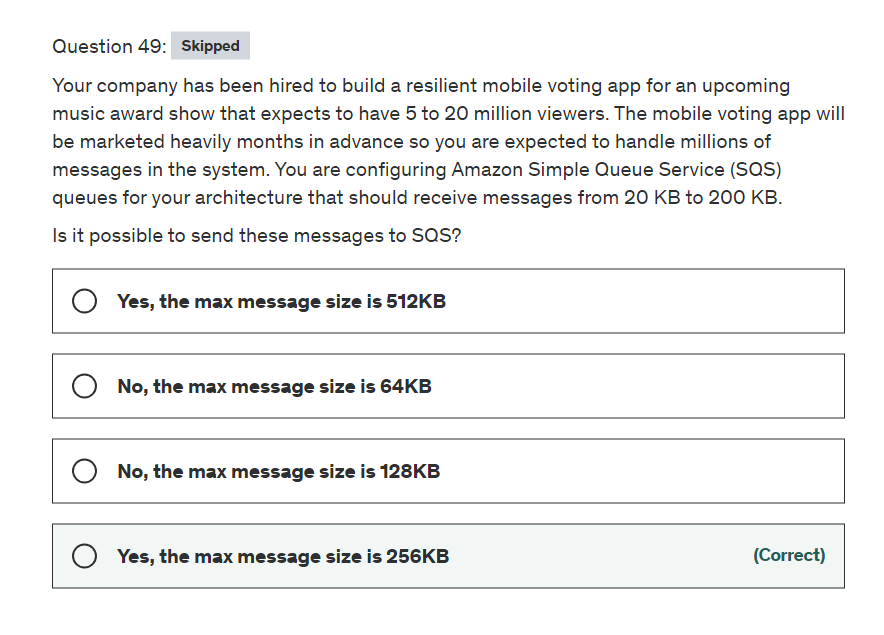 Question 49: Skipped
Your company has been hired to build a resilient mobile voting app for an upcoming
music award show that expects to have 5 to 20 million viewers. The mobile voting app will
be marketed heavily months in advance so you are expected to handle millions of
messages in the system. You are configuring Amazon Simple Queue Service (SQS)
queues for your architecture that should receive messages from 20 KB to 200 KB.
Is it possible to send these messages to SQS?
Yes, the max message size is 512KB
No, the max message size is 64KB
No, the max message size is 128KB
Yes, the max message size is 256KB (Correct)